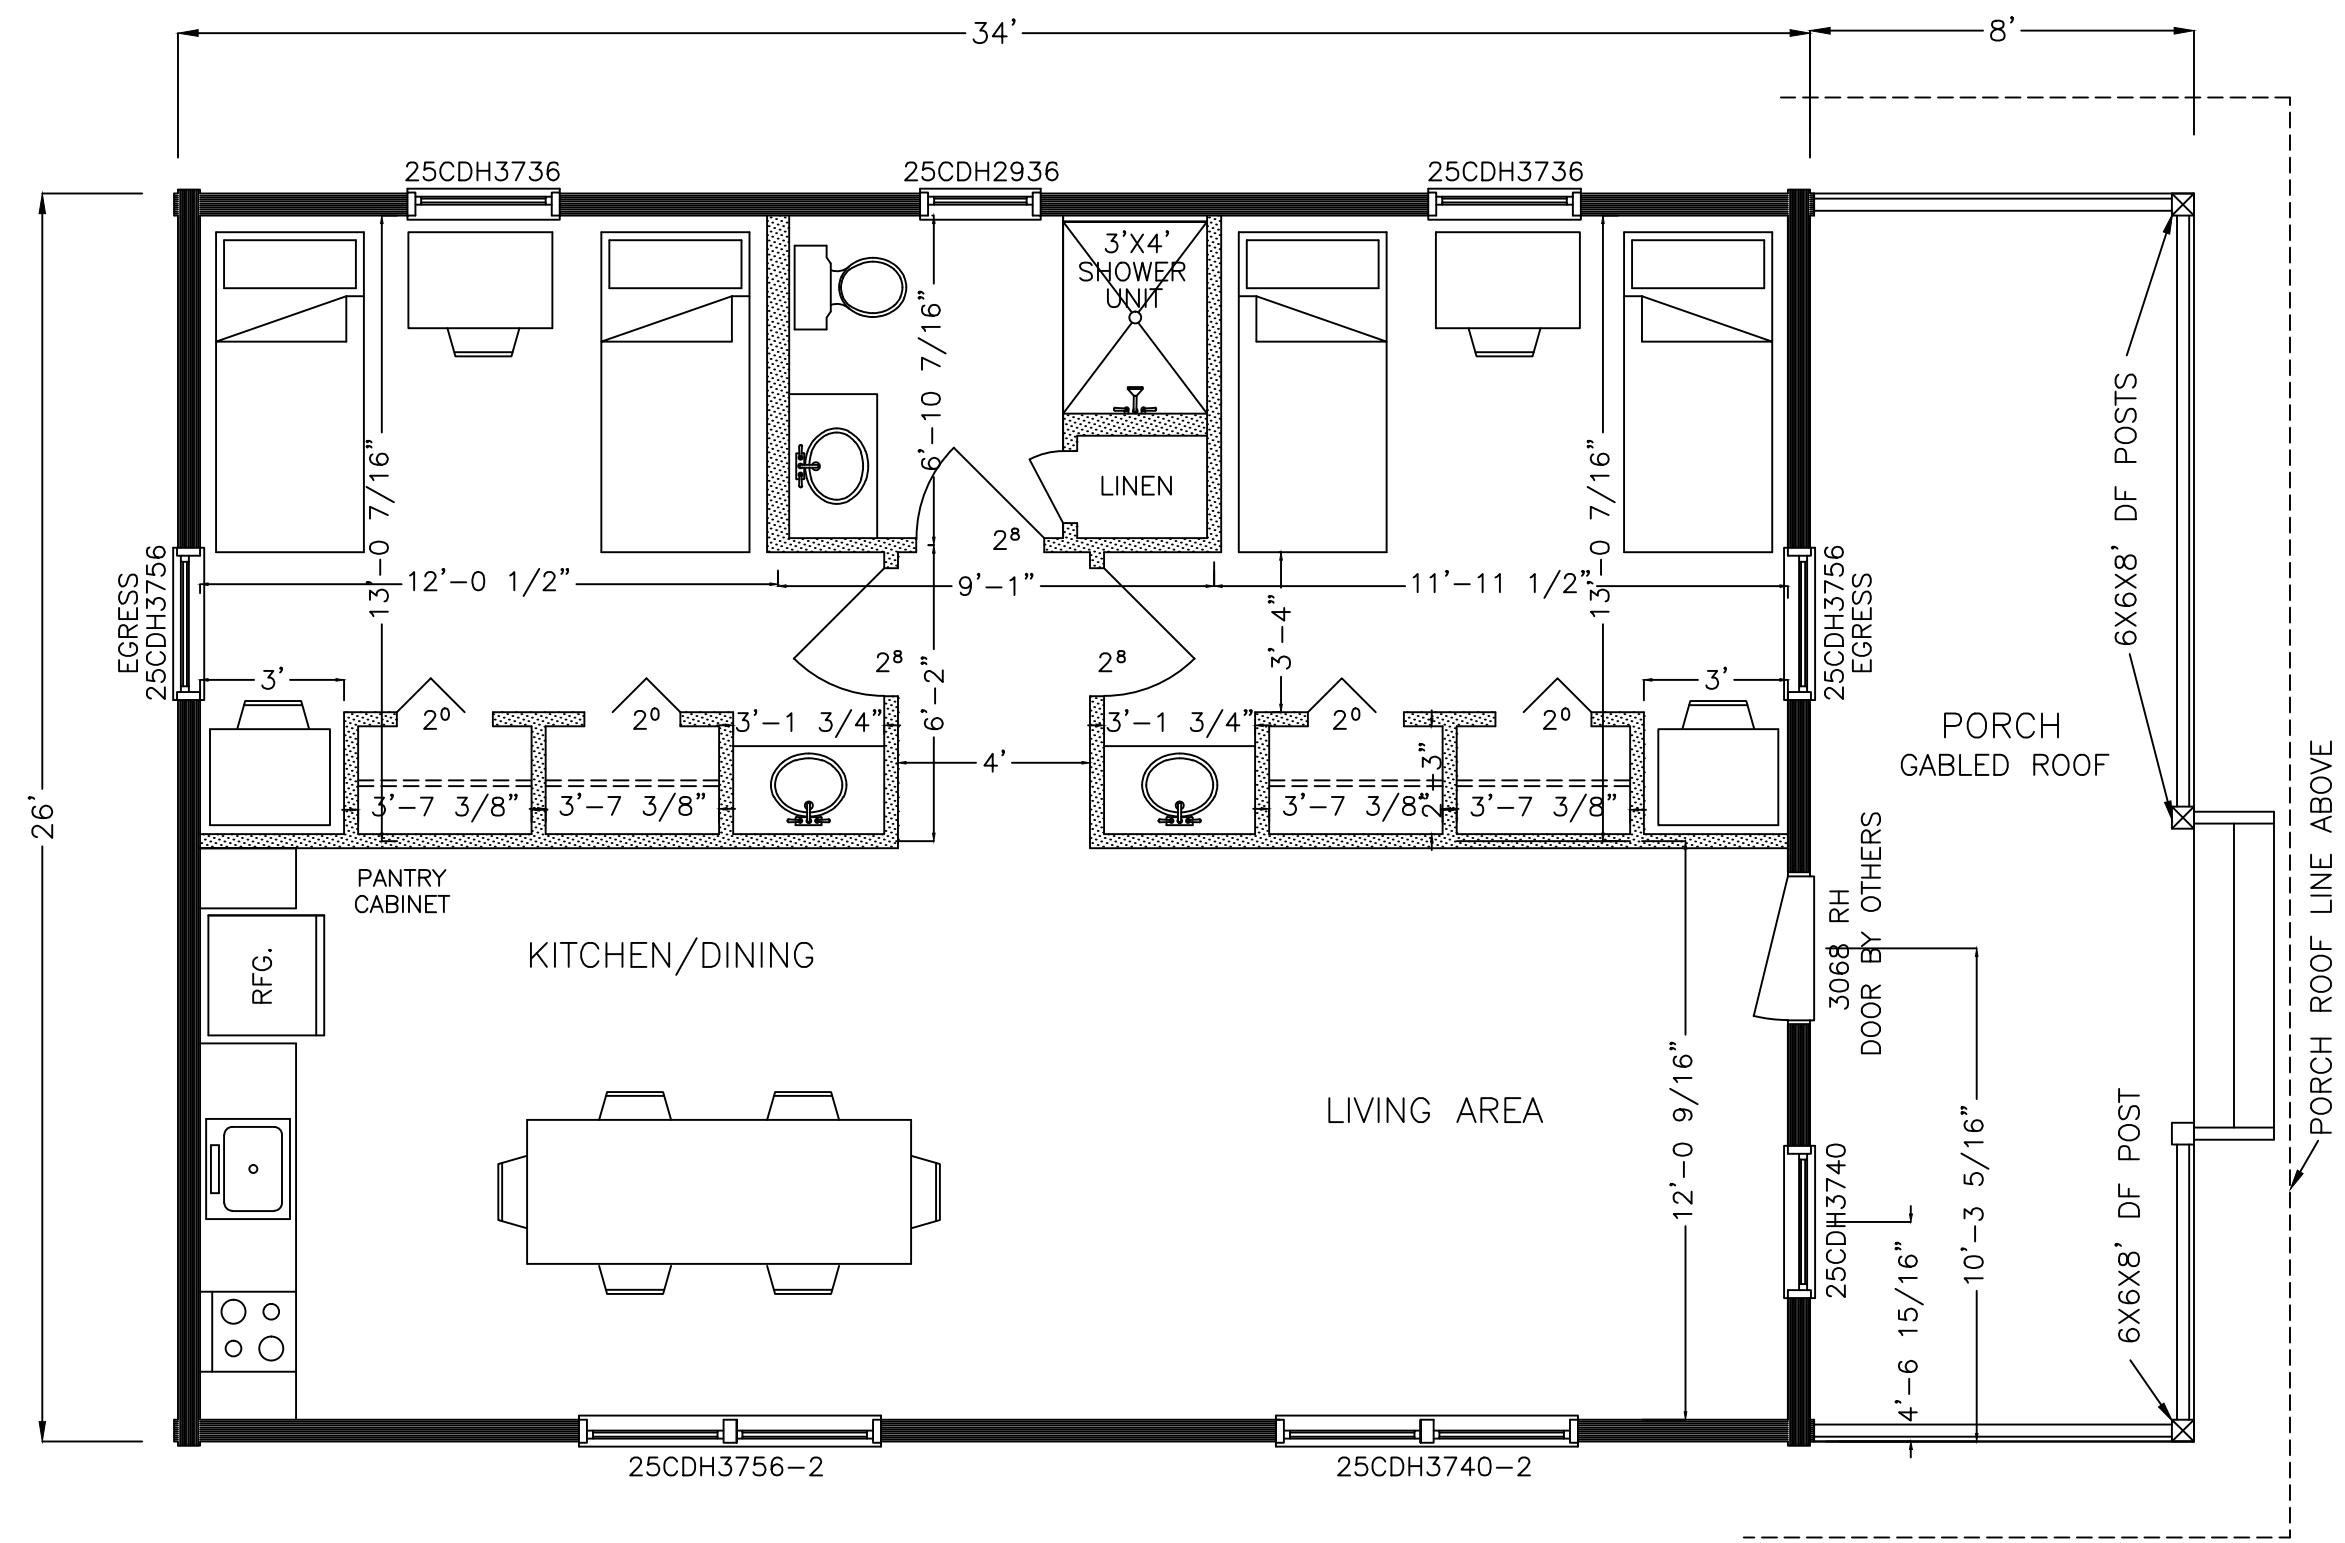 34'
8'
25CDH3736
25CDH2936
25CDH3736
3'X4'
SHOWER
UNIT
6'-10 7/16"
13'-0 7/16"
13'-0 7/16"
6X6X8' DF POSTS
LINEN
2⁸
EGRESS
25CDH3756
12'-0 1/2"
9'-1"
11'-11 1/2"
25CDH3756
EGRESS
3'-4"
2⁸
2⁸
6'-2"
3'
3'
2⁰
2⁰
3'-1 3/4"
3'-1 3/4"
2⁰
2⁰
PORCH
GABLED ROOF
4'
2'-3"
3'-7 3/8"
3'-7 3/8"
3'-7 3/8"
3'-7 3/8"
26'
PORCH ROOF LINE ABOVE
PANTRY
CABINET
3068 RH
DOOR BY OTHERS
KITCHEN/DINING
RFG.
LIVING AREA
12'-0 9/16"
10'-3 5/16"
25CDH3740
6X6X8' DF POST
4'-6 15/16"
25CDH3756-2
25CDH3740-2